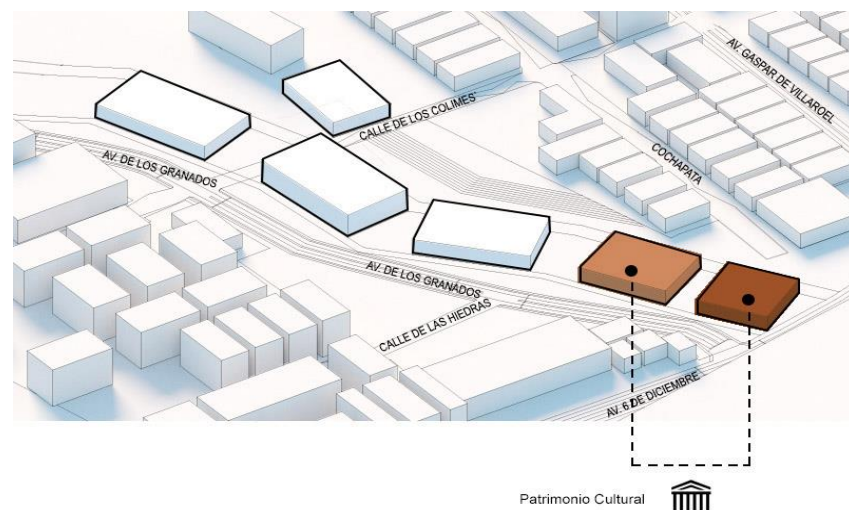 AV. GASPAR DE VILLAROEL
CALLE DE LOS COLIMES'
COCHAPATA
AV. DE LOS GRANADOS
AV. DE LOS GRANADOS
CALLE DE LAS HIEDRAS
AV. 6 DE DICIEMBRE
Patrimonio Cultural